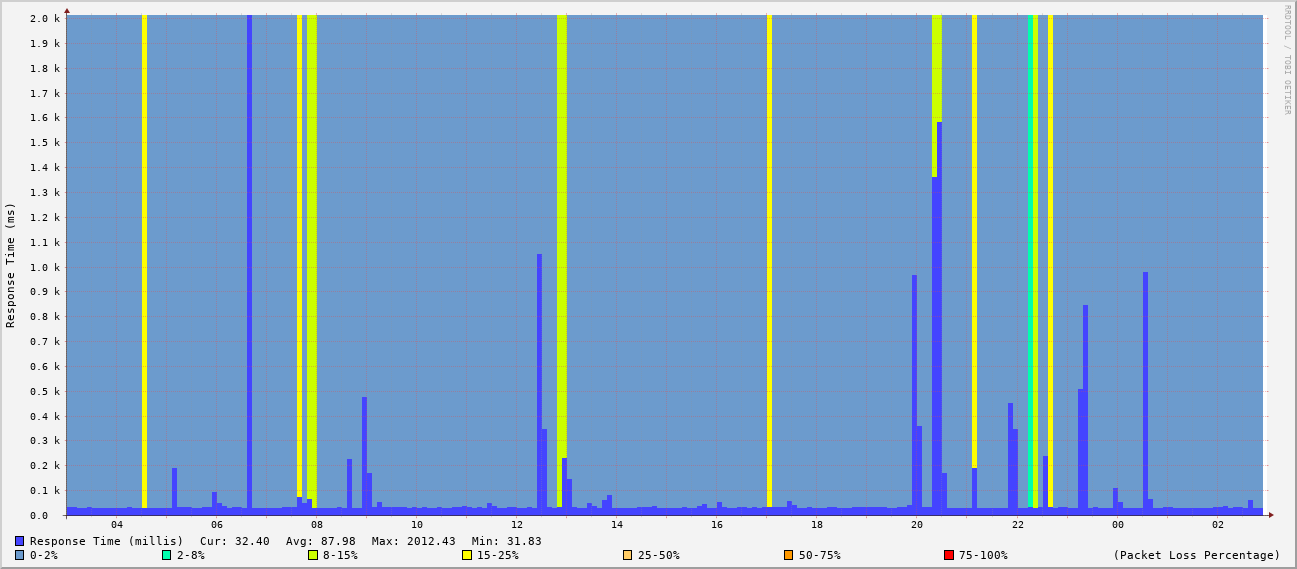 RRDTOOL / TOBI OETIKER
Response Time (ms)
2.0 k
1.9 k
1.8 k
1.7 k
1.6 k
1.5 k
1.4 k
1.3 k
1.2 k
1.1 k
1.0 k
0.9 k
0.8 k
0.7 k
0.6 k
0.5 k
0.4 k
0.3 k
0.2 k
0.1 k
0.0
04 06 08 10 12 14 16 18 20 22 00 02
Response Time (millis) Cur: 32.40 Avg: 87.98 Max: 2012.43 Min: 31.83
0-2% 2-8% 8-15% 15-25% 25-50% 50-75% 75-100% (Packet Loss Percentage)